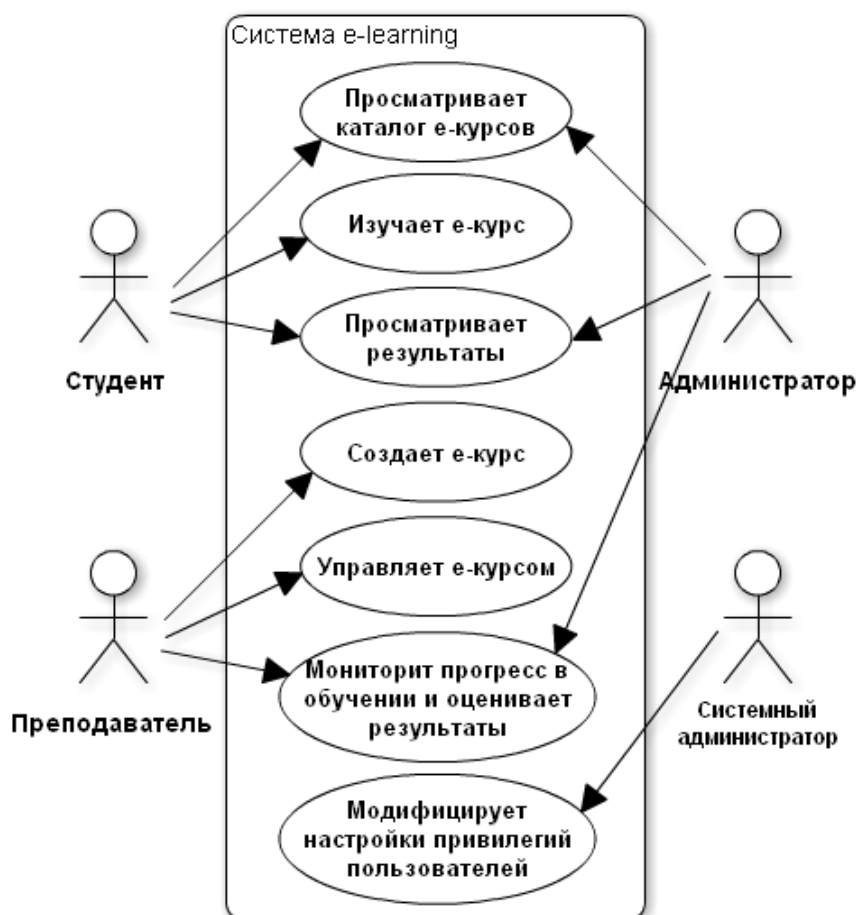 Система e-learning
Просматривает
каталог е-курсов
Изучает е-курс
Просматривает
результаты
Студент
Администратор
Создает е-курс
Управляет е-курсом
Мониторит прогресс в
обучении и оценивает
результаты
Преподаватель
Системный
администратор
Модифицирует
настройки привилегий
пользователей